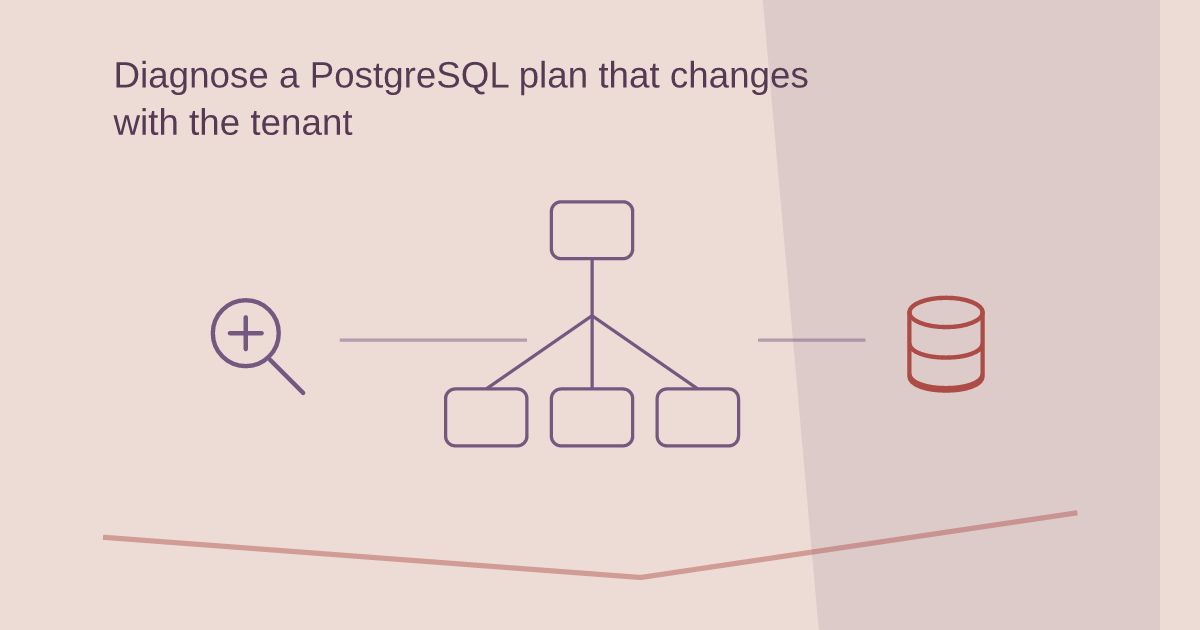 Diagnose a PostgreSQL plan that changes
with the tenant